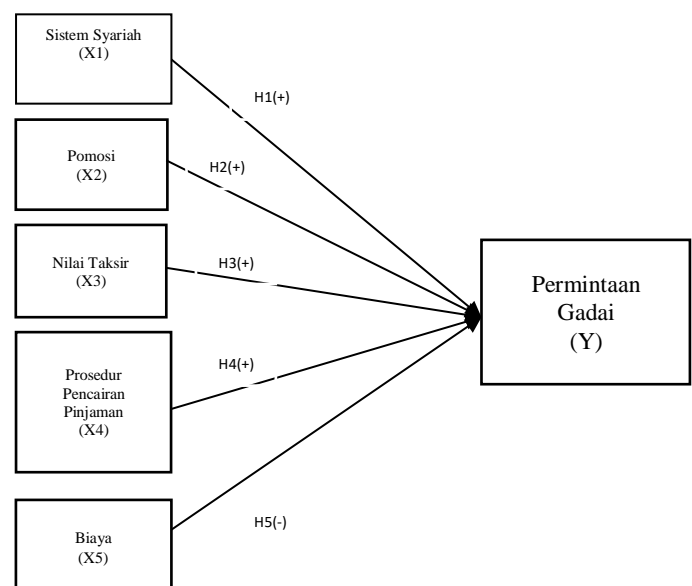 Sistem Syariah
(X1)
H1(+)
Pomosi
(X2)
H2(+)
Nilai Taksir
(X3)
H3(+)
Permintaan
Gadai
(Y)
Prosedur
Pencairan
Pinjaman
(X4)
H4(+)
Biaya
(X5)
H5(-)